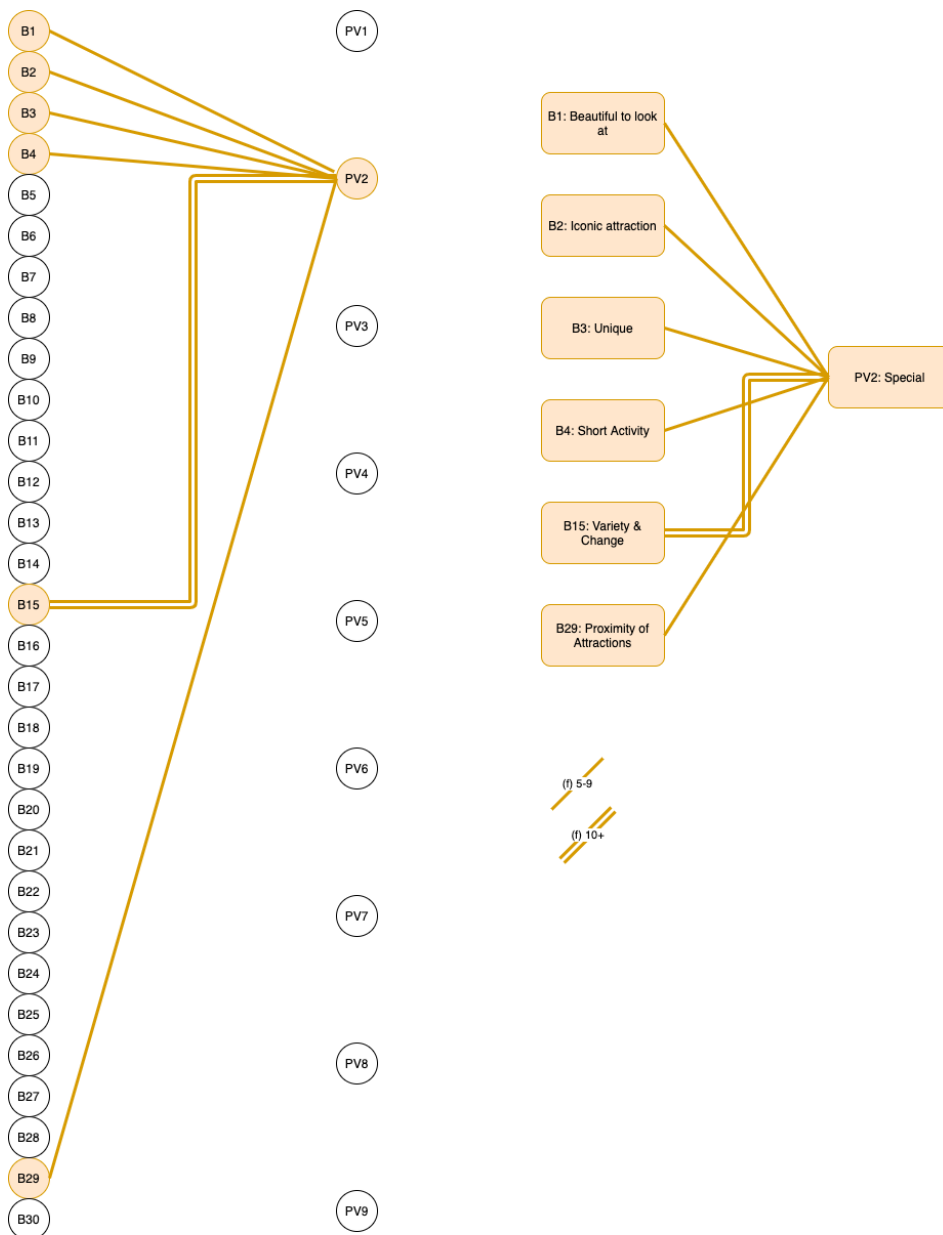 B1
B2
B3
B4
B5
B6
B7
B8
B9
B10
B11
B12
B13
B14
B15
B16
B17
B18
B19
B20
B21
B22
B23
B24
B25
B26
B27
B28
B29
B30
PV1
PV2
PV3
PV4
PV5
PV6
PV7
PV8
PV9
B1: Beautiful to look
at
B2: Iconic attraction
B3: Unique
B4: Short Activity
B15: Variety &
Change
B29: Proximity of
Attractions
PV2: Special
(f) 5-9
(f) 10+